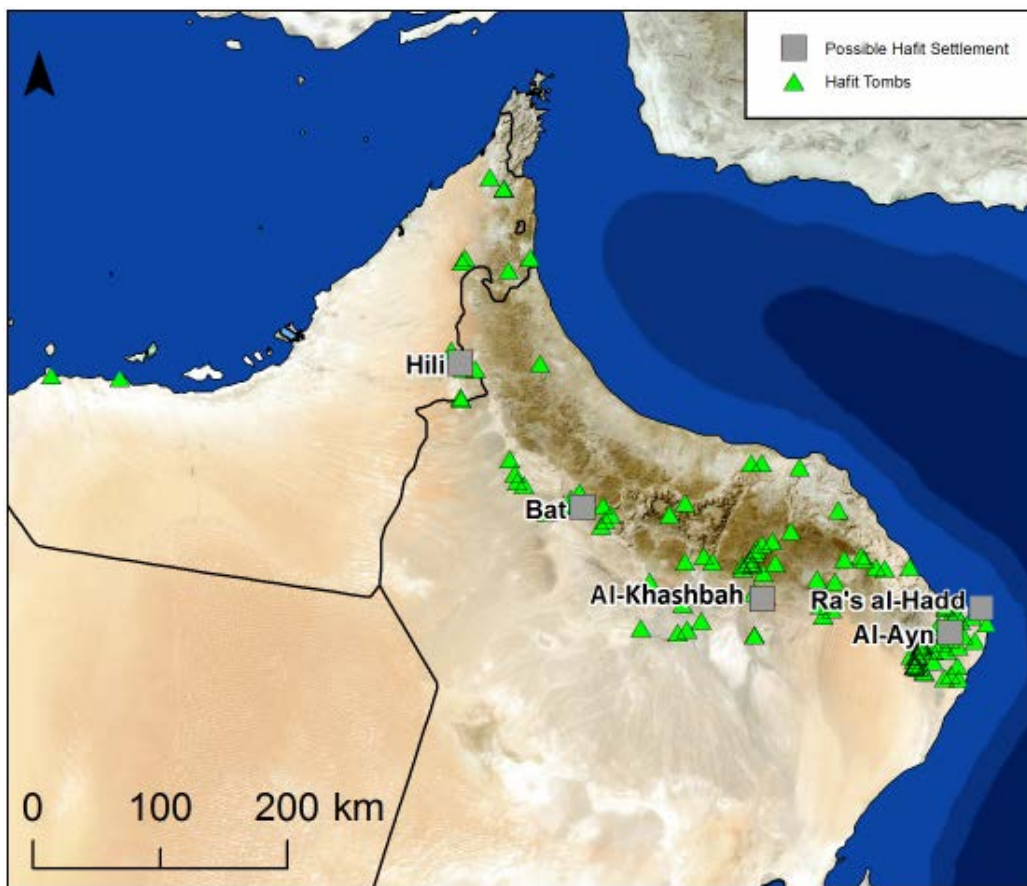 Possible Hafit Settlement
Hafit Tombs
Hili
Bat
Al-Khashbah
Ra's al-Hadd
Al-Ayn
0 100 200 km